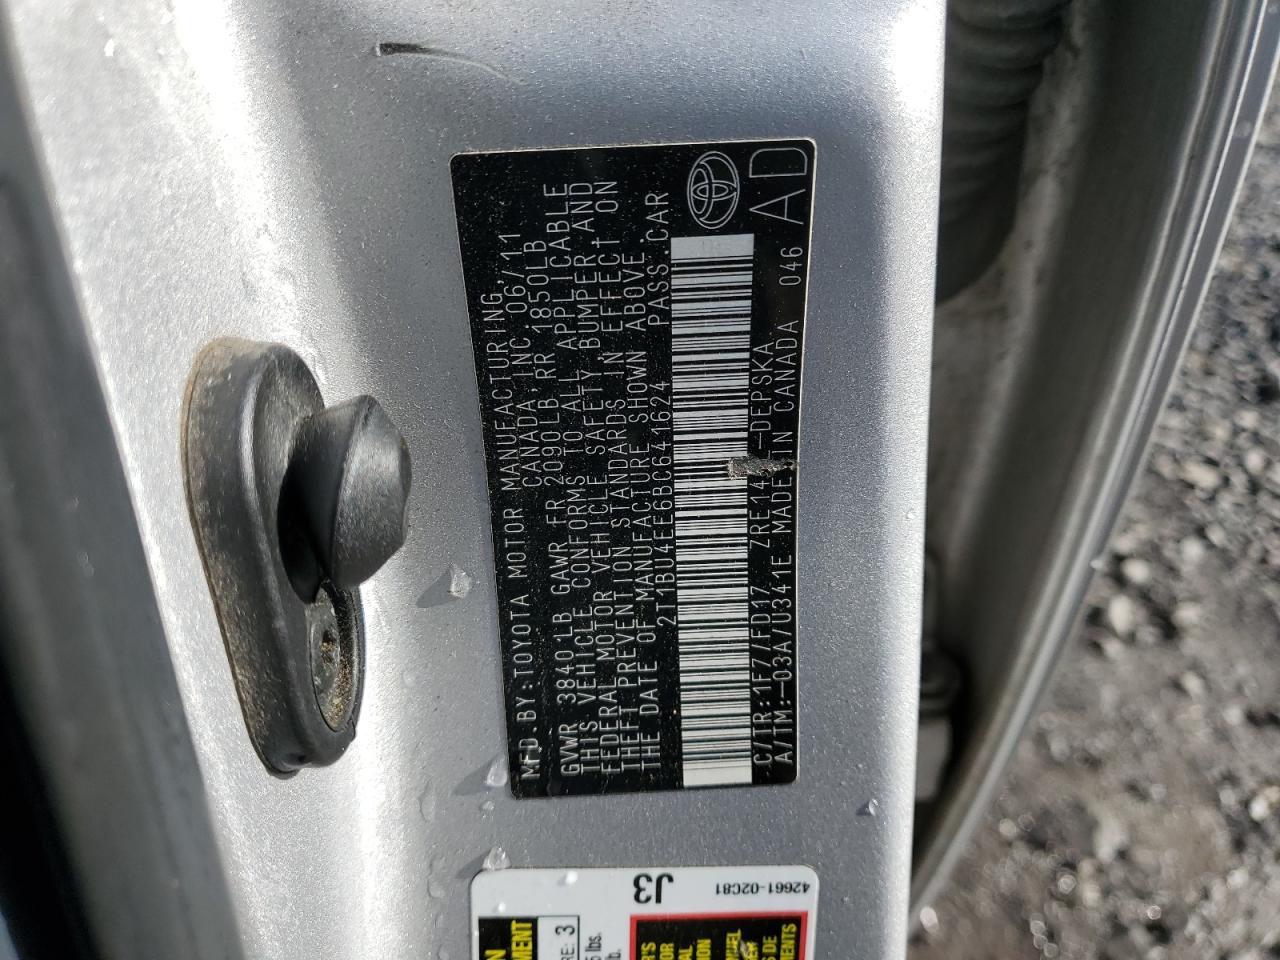 MFD.BY:TOYOTA MOTOR MANUFACTURING,
CANADA,INC. 06/11
GVWR 3840 LB GAWR FR 2090LB RR 1850LB
THIS VEHICLE CONFORMS TO ALL APPLICABLE
FEDERAL MOTOR VEHICLE SAFETY, BUMPER, AND
THEFT PREVENTION STANDARDS IN EFFECT ON
THE DATE OF MANUFACTURE SHOWN ABOVE.
2T1BU4EE6BC641624 PASS.CAR
C/TR:1F7/FD17 ZRE14 -DEPSKA
A/TM:-03A/U341E MADE IN CANADA 046
AD
J3
42661-02C81